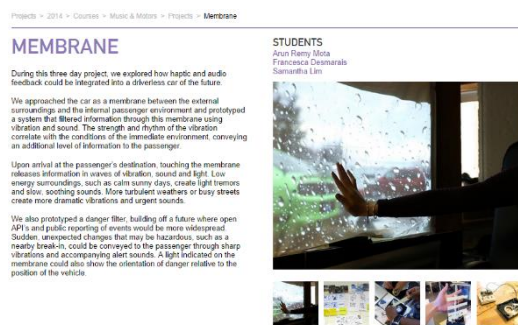 Projects > 2014 > Courses > Music & Motors > Projects > Membrane
MEMBRANE
During this three day project, we explored how haptic and audio
feedback could be integrated into a driverless car of the future.
We approached the car as a membrane between the external
surroundings and the internal passenger environment and prototyped
a system that filtered information through this membrane using
vibration and sound. The strength and rhythm of the vibration
correlate with the conditions of the immediate environment, conveying
an additional level of information to the passenger.
Upon arrival at the passenger's destination, touching the membrane
releases information in waves of vibration, sound and light. Low
energy surroundings, such as calm sunny days, create light tremors
and slow, soothing sounds. More turbulent weathers or busy streets
create more dramatic vibrations and urgent sounds.
We also prototyped a danger filter, building off a future where open
API's and public reporting of events would be more widespread.
Sudden, unexpected changes that may be hazardous, such as a
nearby break-in, could be conveyed to the passenger through sharp
vibrations and accompanying alert sounds. A light indicated on the
membrane could also show the orientation of danger relative to the
position of the vehicle.
STUDENTS
Arun Remy Mota
Francesca Desmarais
Samantha Lim